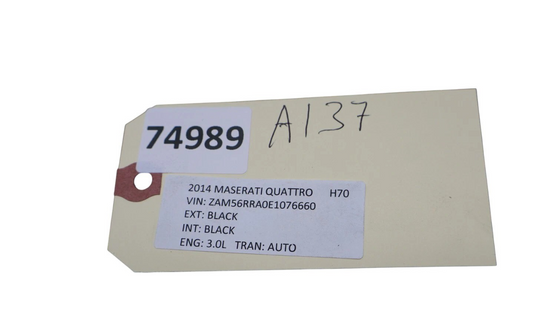 74989
A137
2014 MASERATI QUATTRO H70
VIN: ZAM56RRA0E1076660
EXT: BLACK
INT: BLACK
ENG: 3.0L TRAN: AUTO